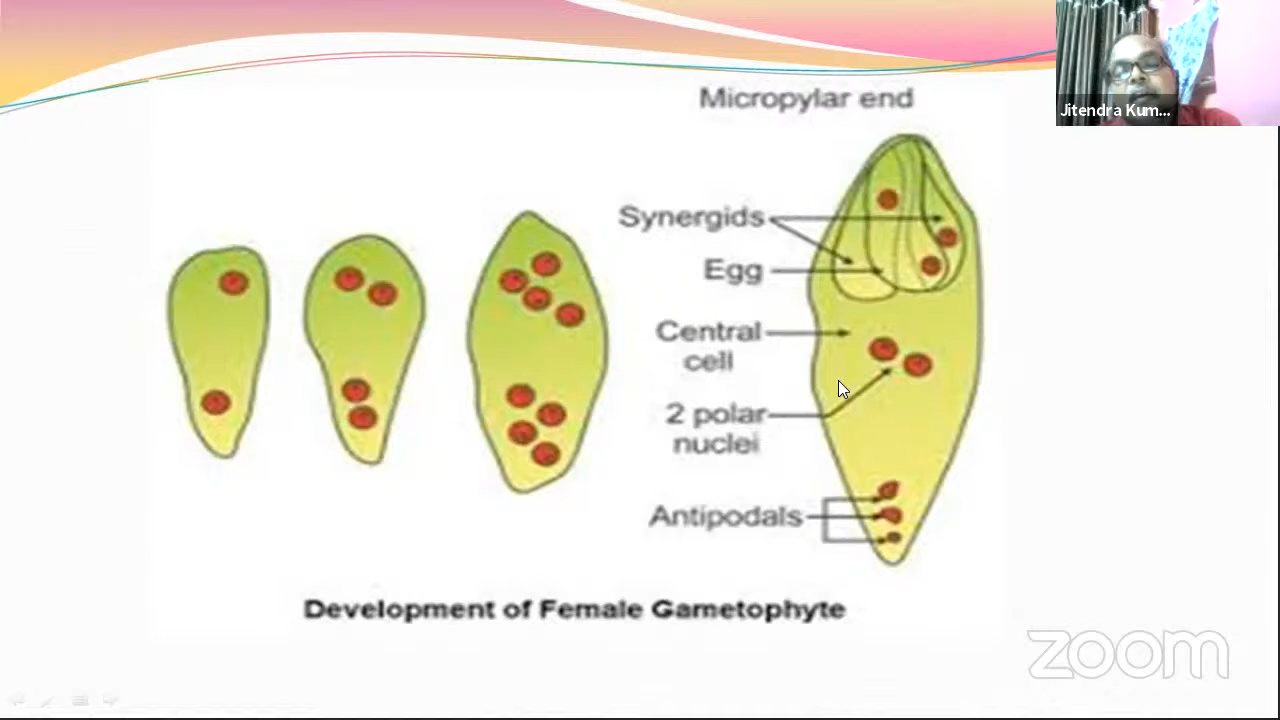 Jitendra Kum...
Micropylar end
Synergids
Egg
Central
cell
2 polar
nuclei
Antipodals
Development of Female Gametophyte
zoom